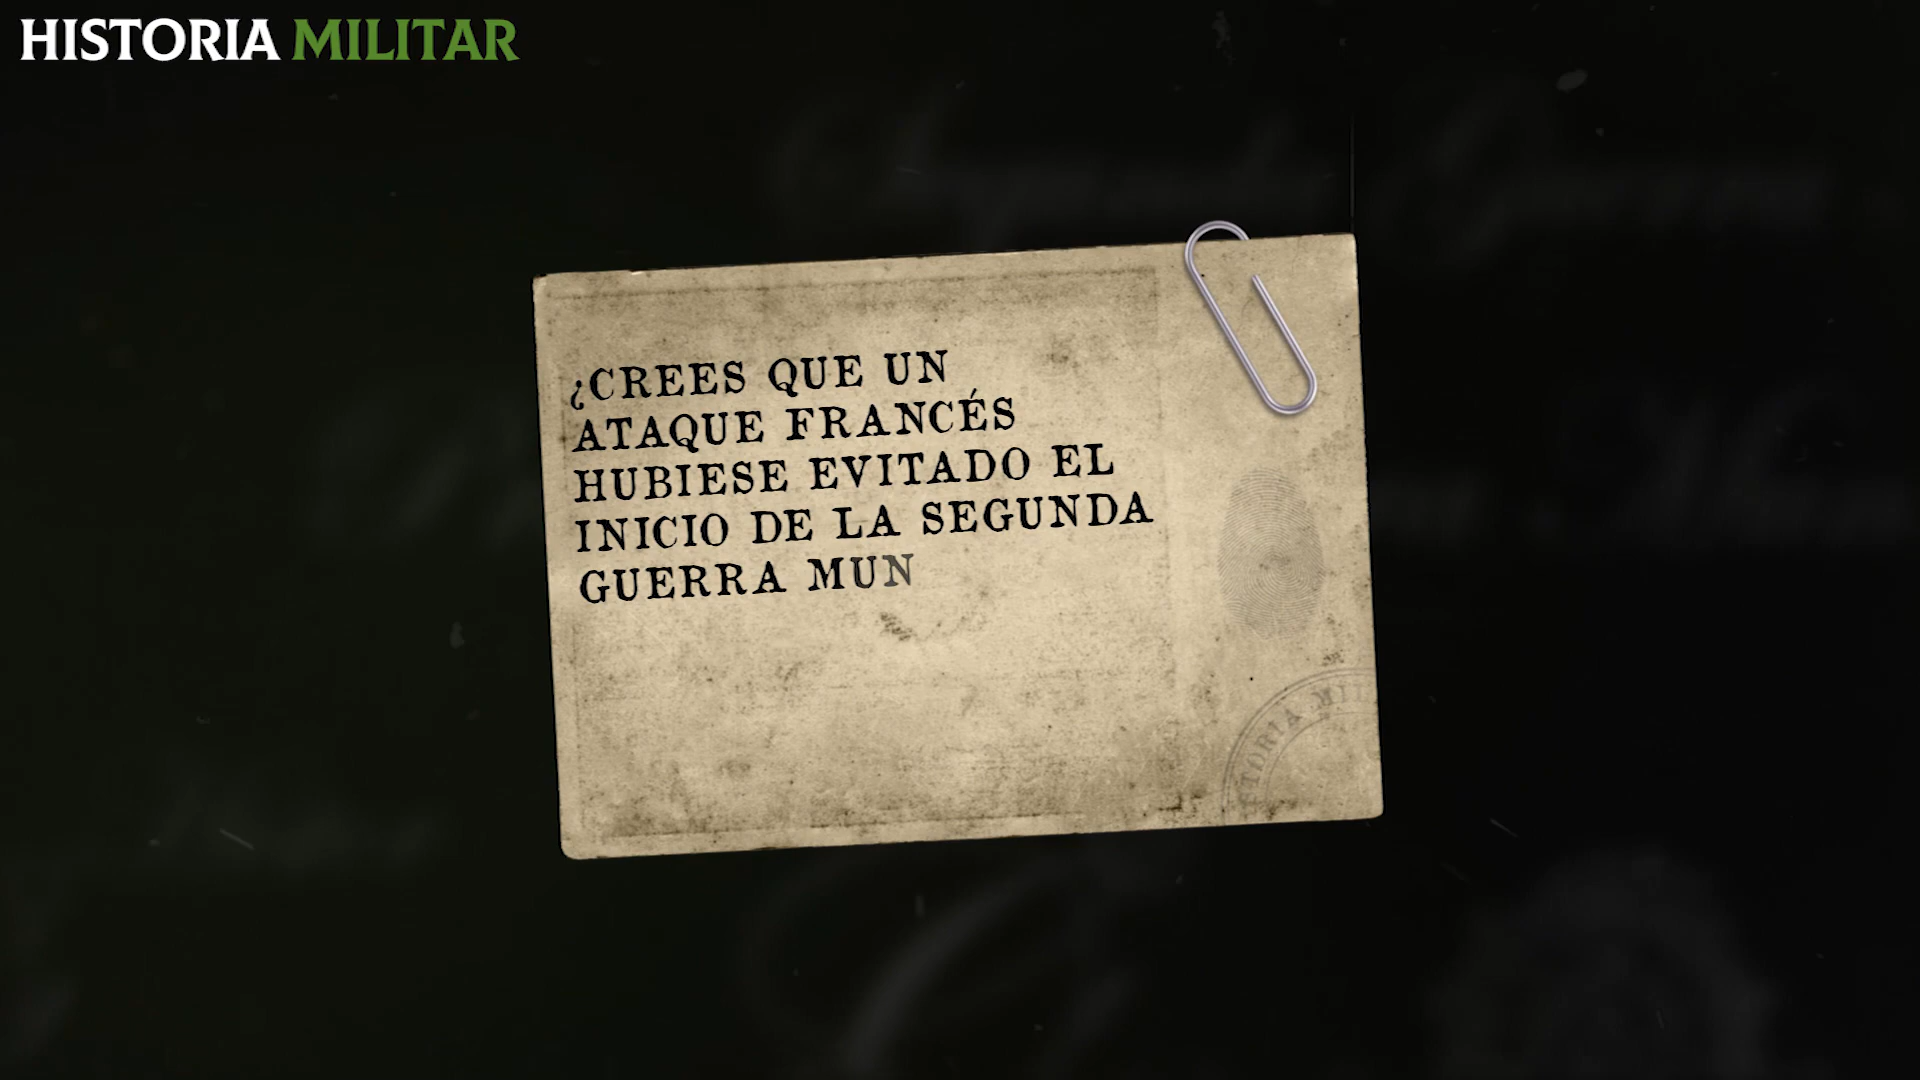 HISTORIA MILITAR
¿CREES QUE UN
ATAQUE FRANCÉS
HUBIESE EVITADO EL
INICIO DE LA SEGUNDA
GUERRA MUN